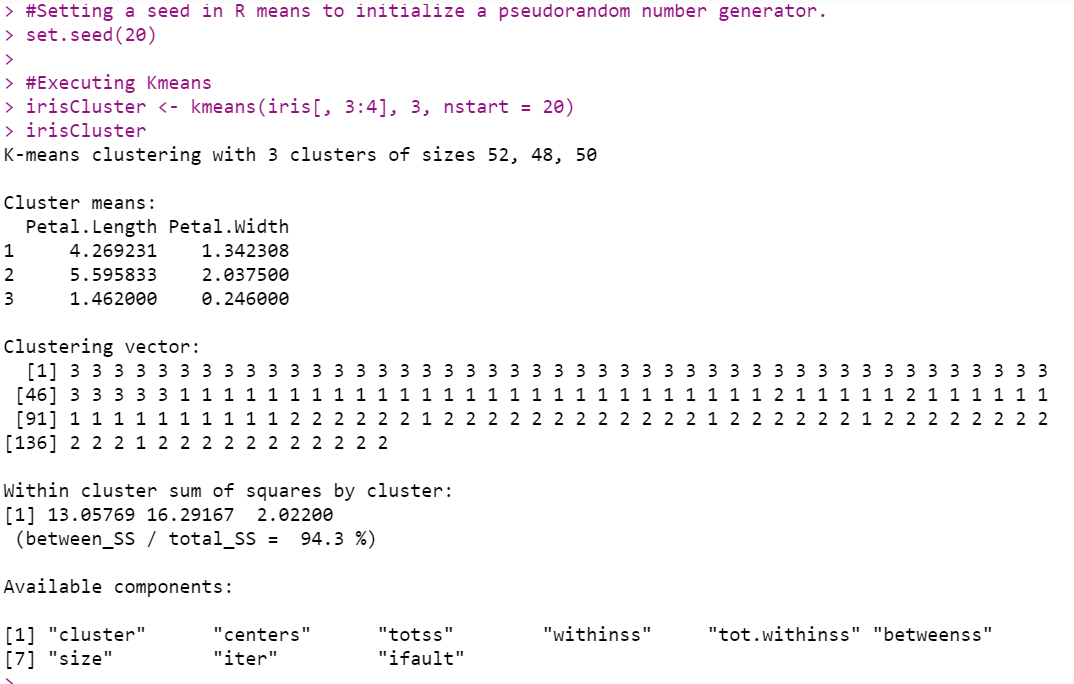 > #Setting a seed in R means to initialize a pseudorandom number generator.
> set.seed(20)
>
> #Executing Kmeans
> irisCluster <- kmeans(iris[, 3:4], 3, nstart = 20)
> irisCluster
K-means clustering with 3 clusters of sizes 52, 48, 50

Cluster means:
  Petal.Length Petal.Width
1     4.269231    1.342308
2     5.595833    2.037500
3     1.462000    0.246000

Clustering vector:
  [1] 3 3 3 3 3 3 3 3 3 3 3 3 3 3 3 3 3 3 3 3 3 3 3 3 3 3 3 3 3 3 3 3 3 3 3 3 3 3 3 3 3 3 3 3 3
 [46] 3 3 3 3 3 1 1 1 1 1 1 1 1 1 1 1 1 1 1 1 1 1 1 1 1 1 1 1 1 1 1 1 2 1 1 1 1 1 2 1 1 1 1 1 1
 [91] 1 1 1 1 1 1 1 1 1 1 2 2 2 2 2 2 1 2 2 2 2 2 2 2 2 2 2 2 2 1 2 2 2 2 2 2 1 2 2 2 2 2 2 2 2
[136] 2 2 2 1 2 2 2 2 2 2 2 2 2 2 2

Within cluster sum of squares by cluster:
[1] 13.05769 16.29167  2.02200
 (between_SS / total_SS =  94.3 %)

Available components:

[1] "cluster"      "centers"      "totss"        "withinss"     "tot.withinss" "betweenss"
[7] "size"         "iter"         "ifault"
>